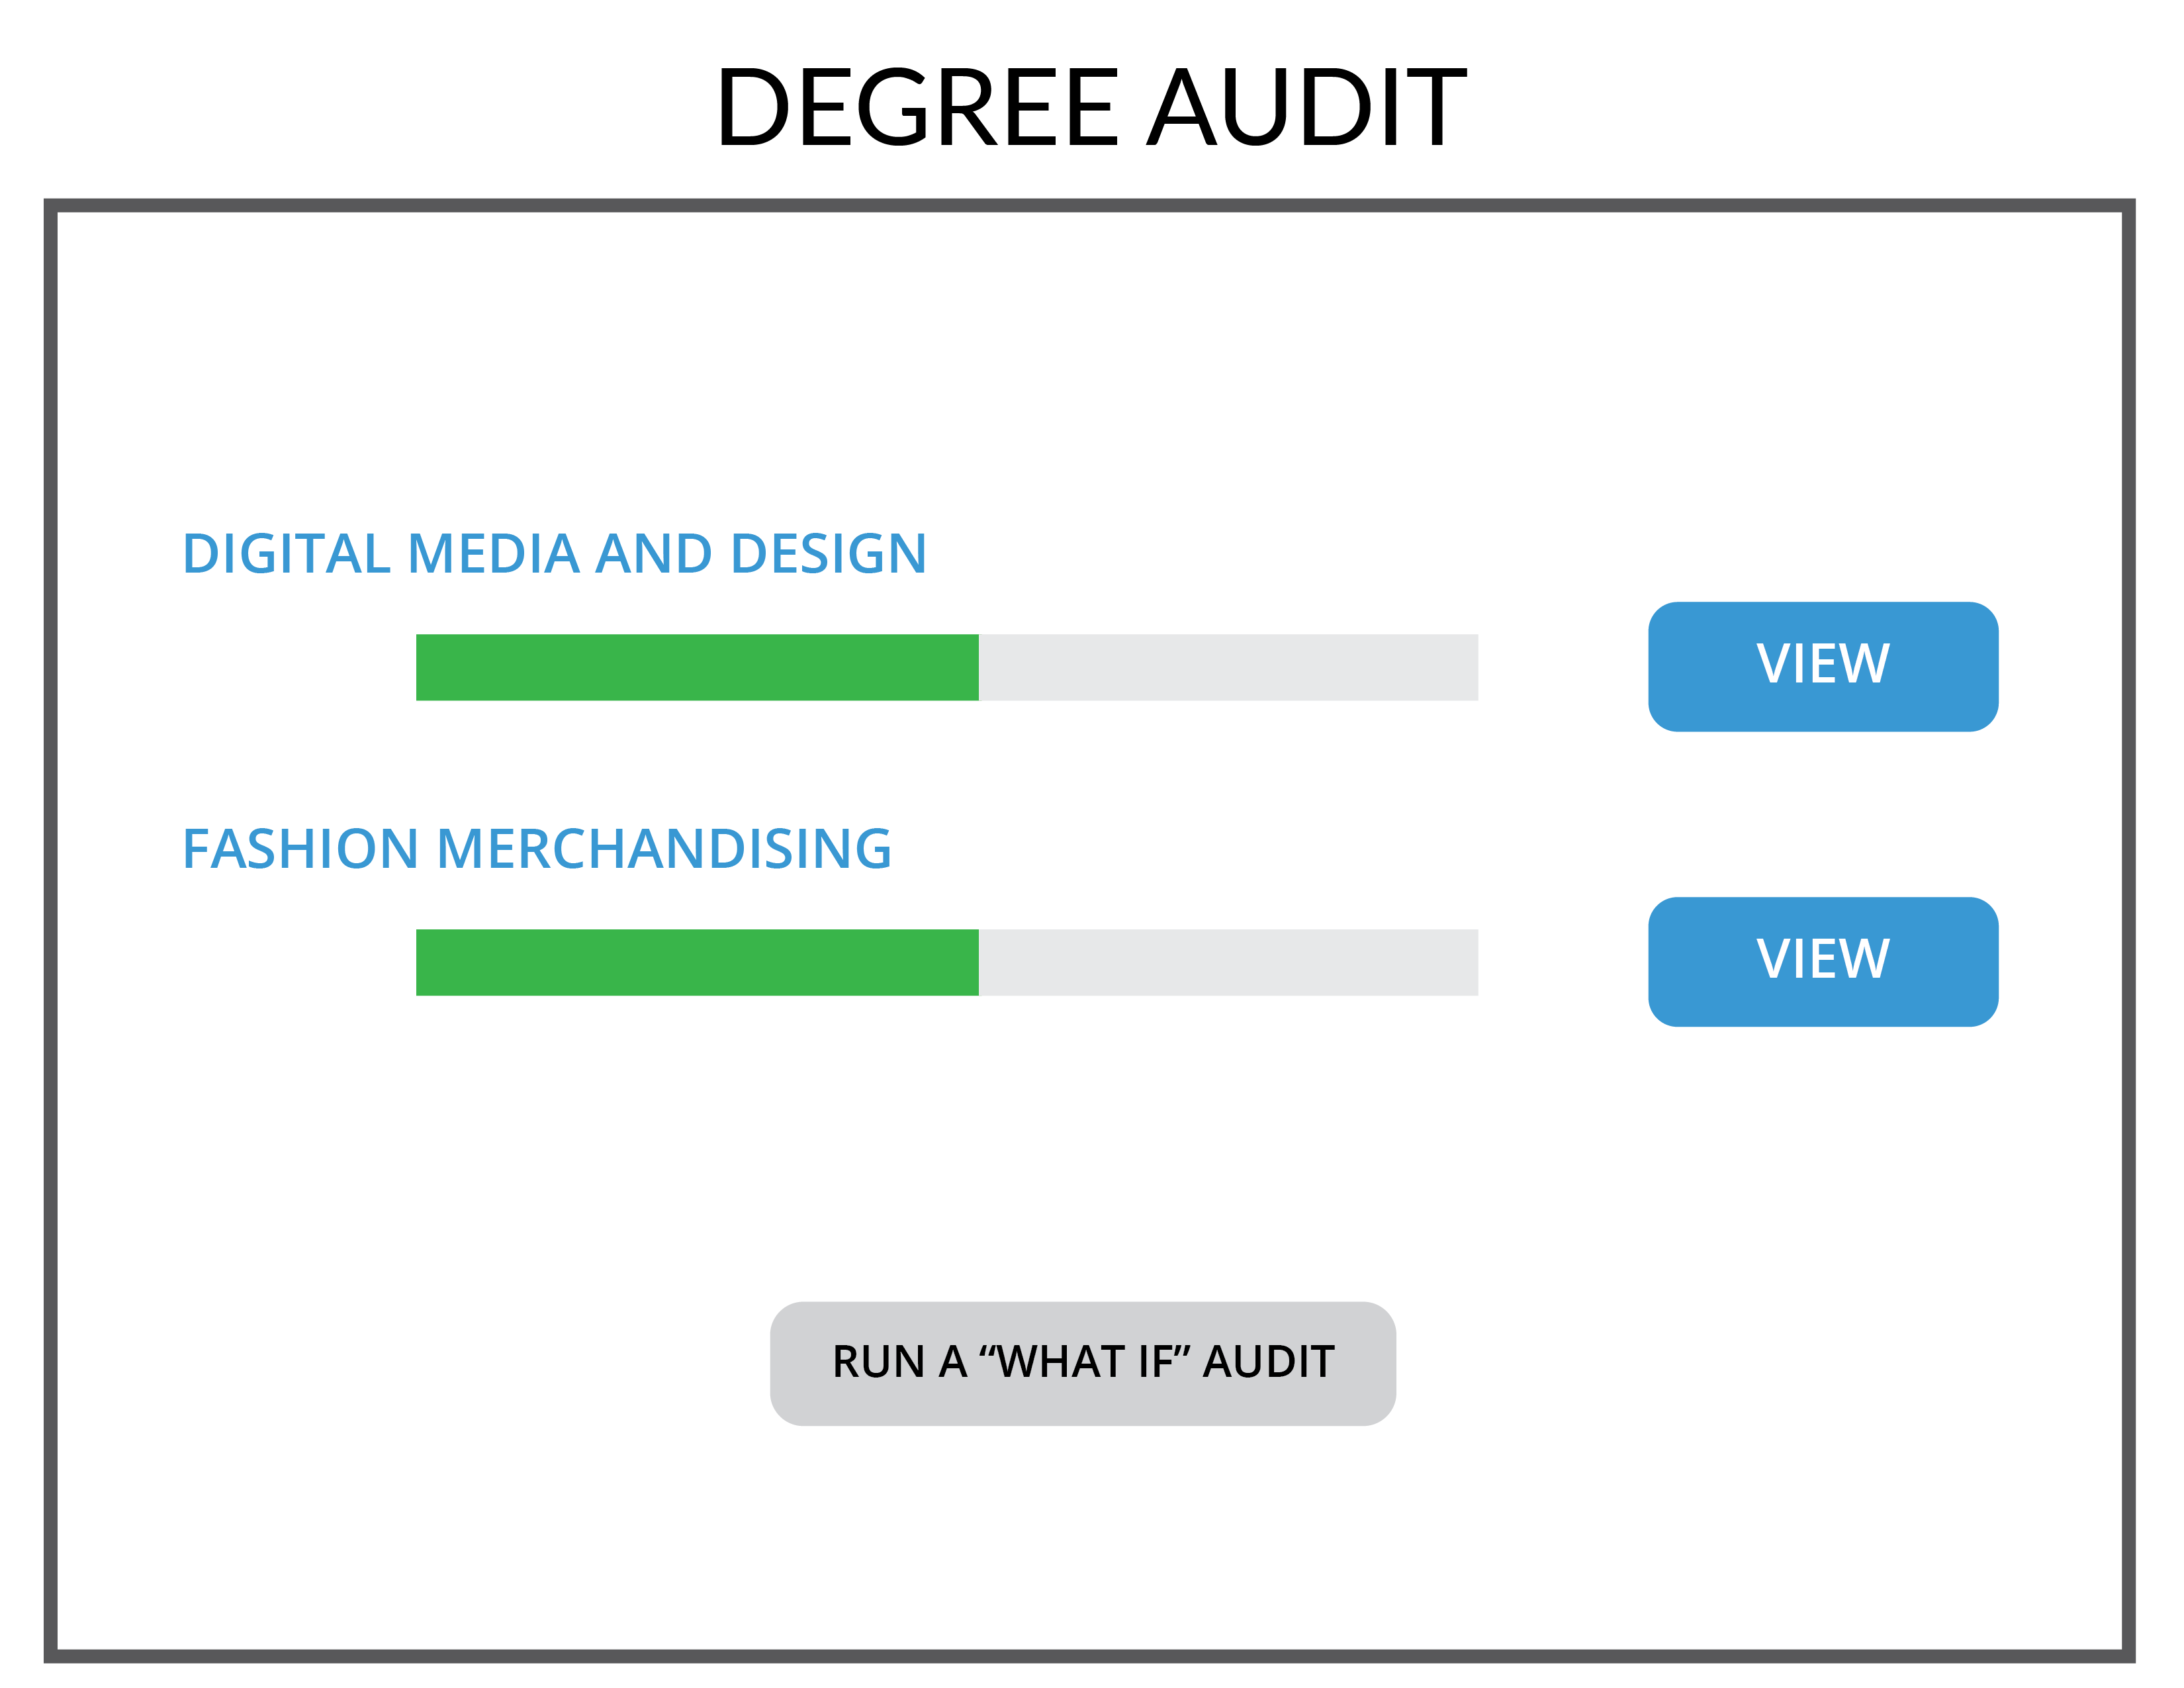 DEGREE AUDIT
DIGITAL MEDIA AND DESIGN
VIEW
FASHION MERCHANDISING
VIEW
RUN A “WHAT IF” AUDIT